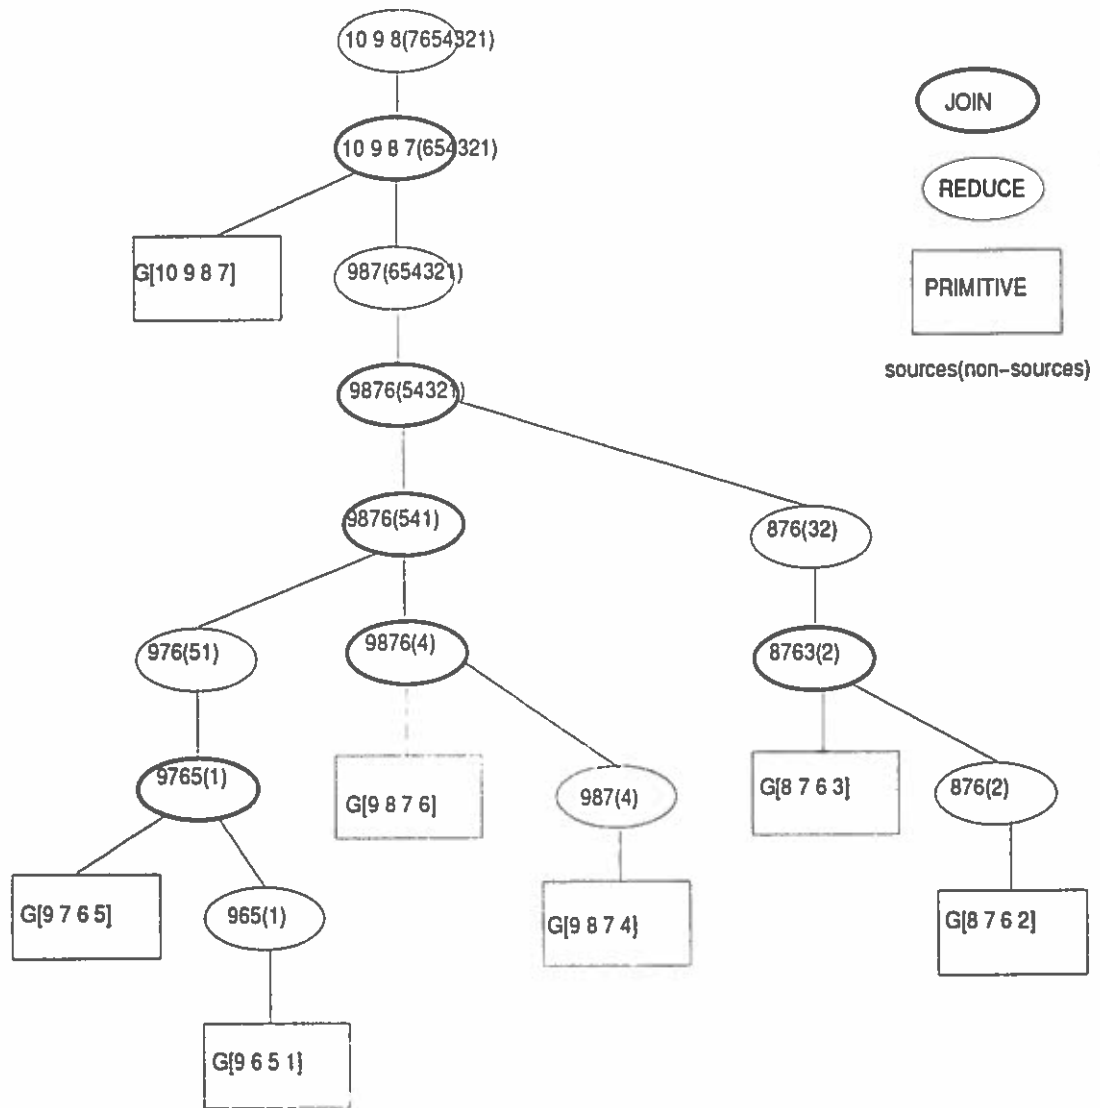 10 9 8(7654321)
JOIN
10 9 8 7(654321)
REDUCE
G[10 9 8 7]
987(654321)
PRIMITIVE
sources(non-sources)
9876(54321)
9876(541)
876(32)
976(51)
9876(4)
8763(2)
9765(1)
G[9 8 7 6]
987(4)
G[8 7 6 3]
876(2)
G[9 7 6 5]
965(1)
G[9 8 7 4]
G[8 7 6 2]
G[9 6 5 1]